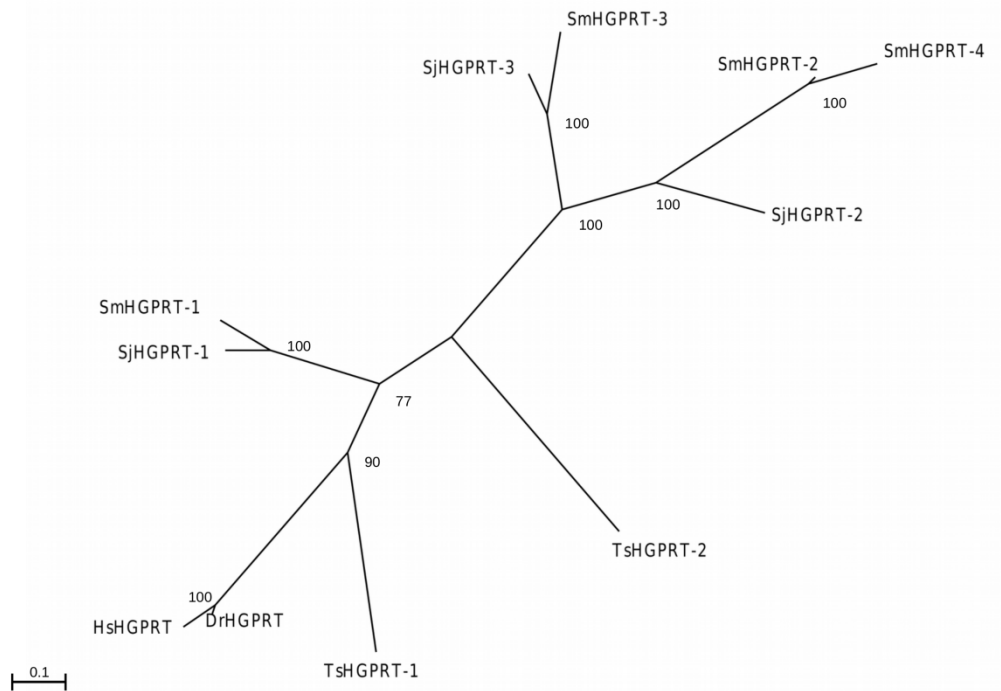 SmHGPRT-3
SmHGPRT-4
SmHGPRT-2
SjHGPRT-3
100
100
100
SjHGPRT-2
100
SmHGPRT-1
100
SjHGPRT-1
77
90
TsHGPRT-2
100
DrHGPRT
HsHGPRT
TsHGPRT-1
0.1